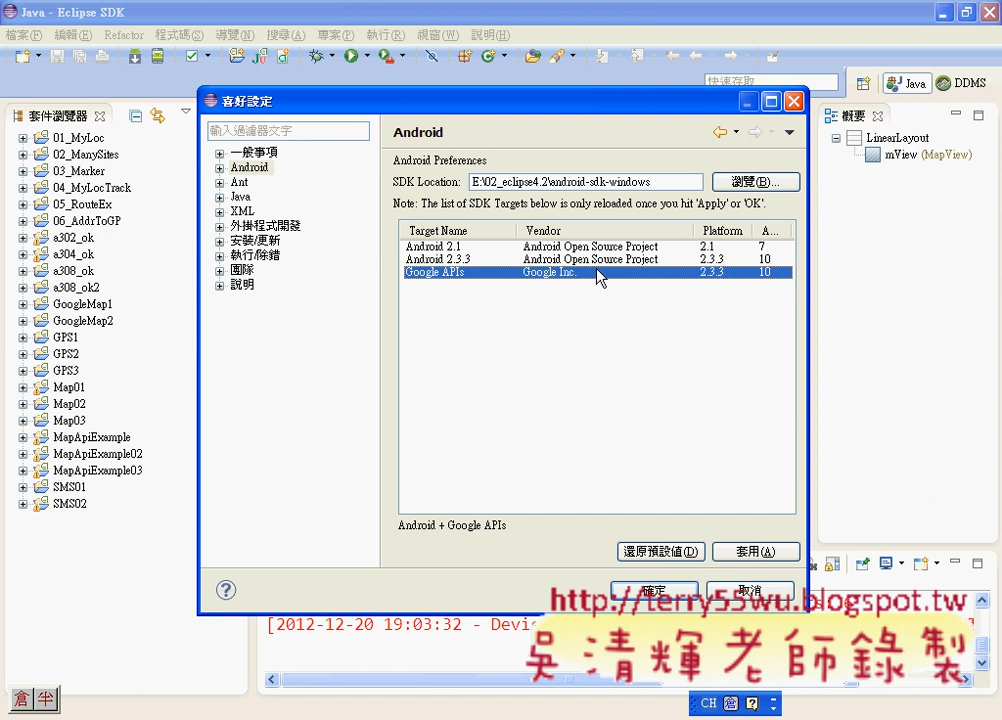 Java - Eclipse SDK
檔案(F) 編輯(E) Refactor 程式碼(S) 導覽(N) 搜尋(A) 專案(P) 執行(R) 視窗(W) 說明(H)
快速存取
Java
DDMS
套件瀏覽器
01_MyLoc
02_ManySites
03_Marker
04_MyLocTrack
05_RouteEx
06_AddrToGP
a302_ok
a304_ok
a308_ok
a308_ok2
GoogleMap1
GoogleMap2
GPS1
GPS2
GPS3
Map01
Map02
Map03
MapApiExample
MapApiExample02
MapApiExample03
SMS01
SMS02
喜好設定
輸入過濾器文字
一般事項
Android
Ant
Java
XML
外掛程式開發
安裝/更新
執行/除錯
團隊
說明
Android
Android Preferences
SDK Location: E:\02_eclipse4.2\android-sdk-windows 瀏覽(B)...
Note: The list of SDK Targets below is only reloaded once you hit 'Apply' or 'OK'.
Target Name Vendor Platform A...
Android 2.1 Android Open Source Project 2.1 7
Android 2.3.3 Android Open Source Project 2.3.3 10
Google APIs Google Inc. 2.3.3 10
Android + Google APIs
還原預設值(D) 套用(A)
確定 取消
概要
LinearLayout
mView (MapView)
[2012-12-20 19:03:32 - Devi
http://terry55wu.blogspot.tw
吳清輝老師錄製
倉 半
CH